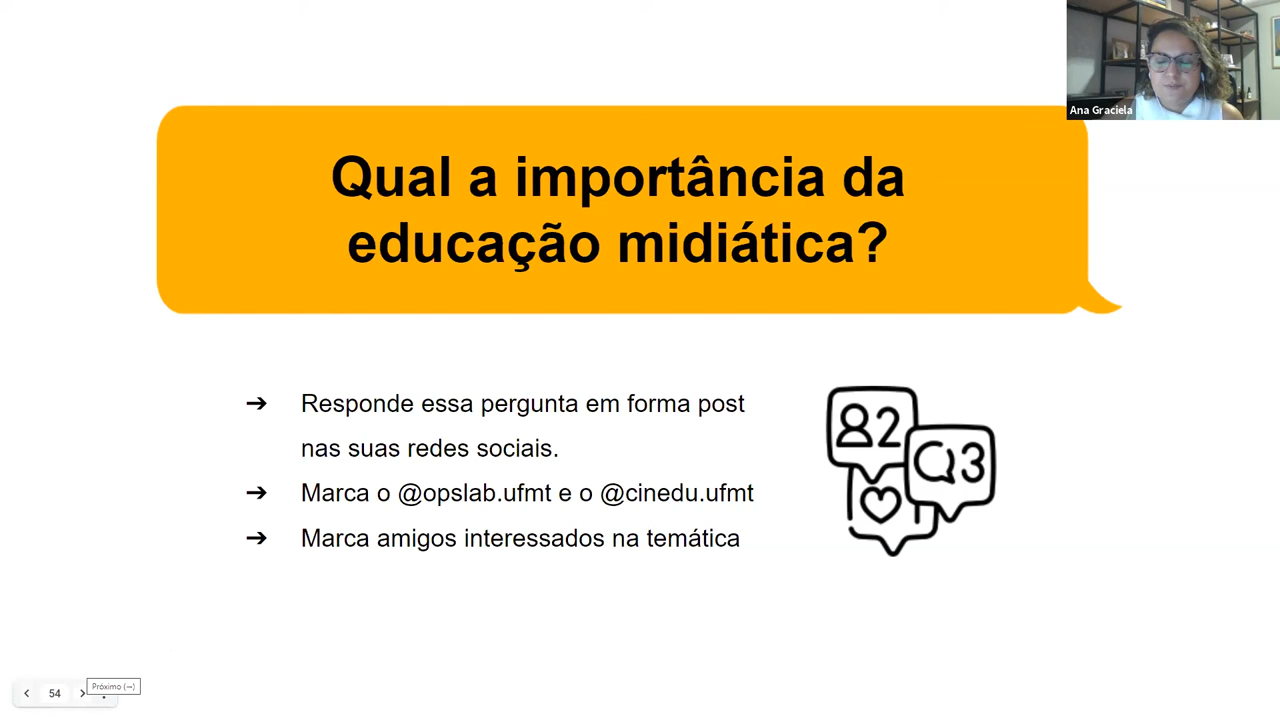 Ana Graciela
Qual a importância da
educação midiática?
➔ Responde essa pergunta em forma post
nas suas redes sociais.
➔ Marca o @opslab.ufmt e o @cinedu.ufmt
➔ Marca amigos interessados na temática
2
3
54
Próximo (→)